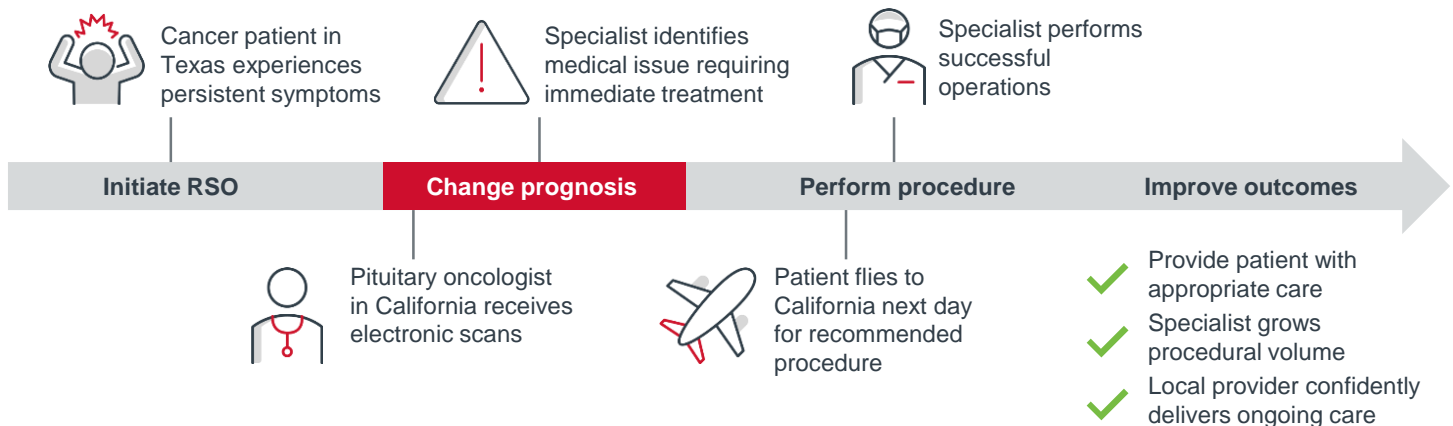 Cancer patient in
Texas experiences
persistent symptoms
Specialist identifies
medical issue requiring
immediate treatment
Specialist performs
successful
operations
Initiate RSO
Change prognosis
Perform procedure
Improve outcomes
Pituitary oncologist
in California receives
electronic scans
Patient flies to
California next day
for recommended
procedure
Provide patient with
appropriate care
Specialist grows
procedural volume
Local provider confidently
delivers ongoing care